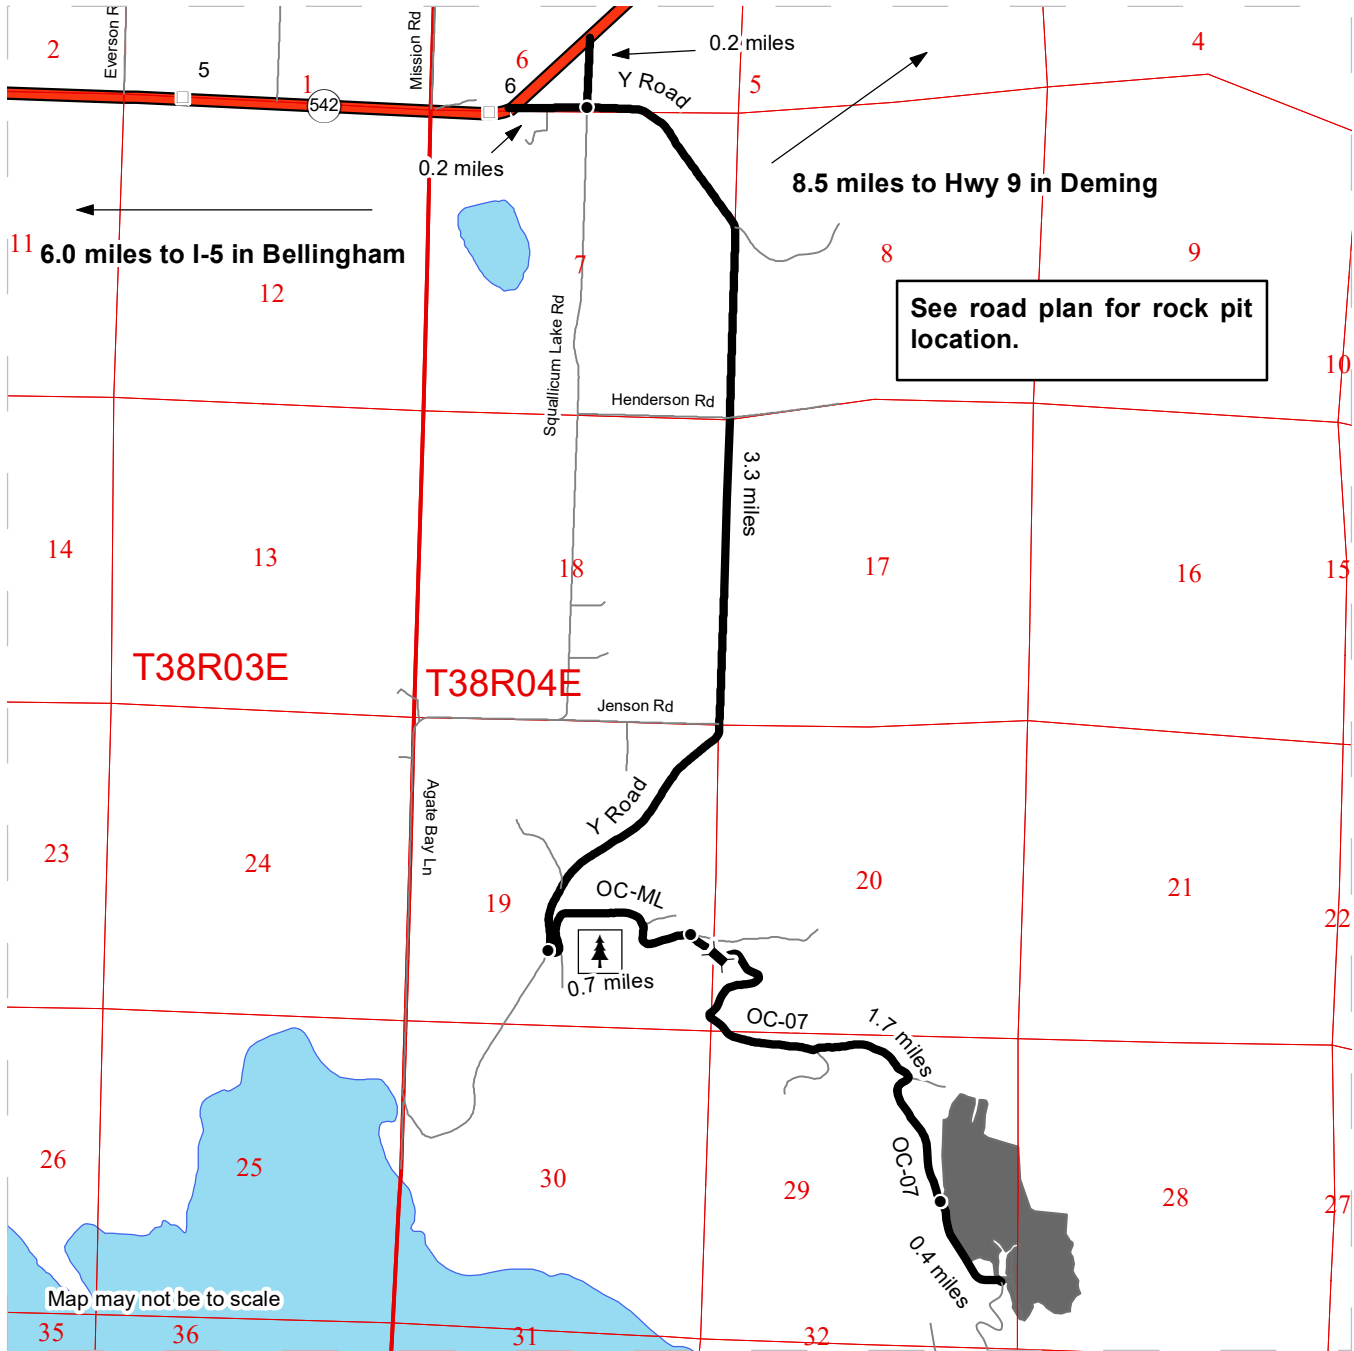 2
Everson R
5
1
542
Mission Rd
6
6
0.2 miles
Y Road
5
4
0.2 miles
8.5 miles to Hwy 9 in Deming
6.0 miles to I-5 in Bellingham
11
12
7
8
9
See road plan for rock pit
location.
10
Squallicum Lake Rd
Henderson Rd
3.3 miles
14
13
18
17
16
15
T38R03E
T38R04E
Jenson Rd
Agate Bay Ln
Y Road
23
24
19
20
21
22
OC-ML
0.7 miles
OC-07
1.7 miles
26
25
30
29
28
27
OC-07
0.4 miles
Map may not be to scale
35
36
31
32